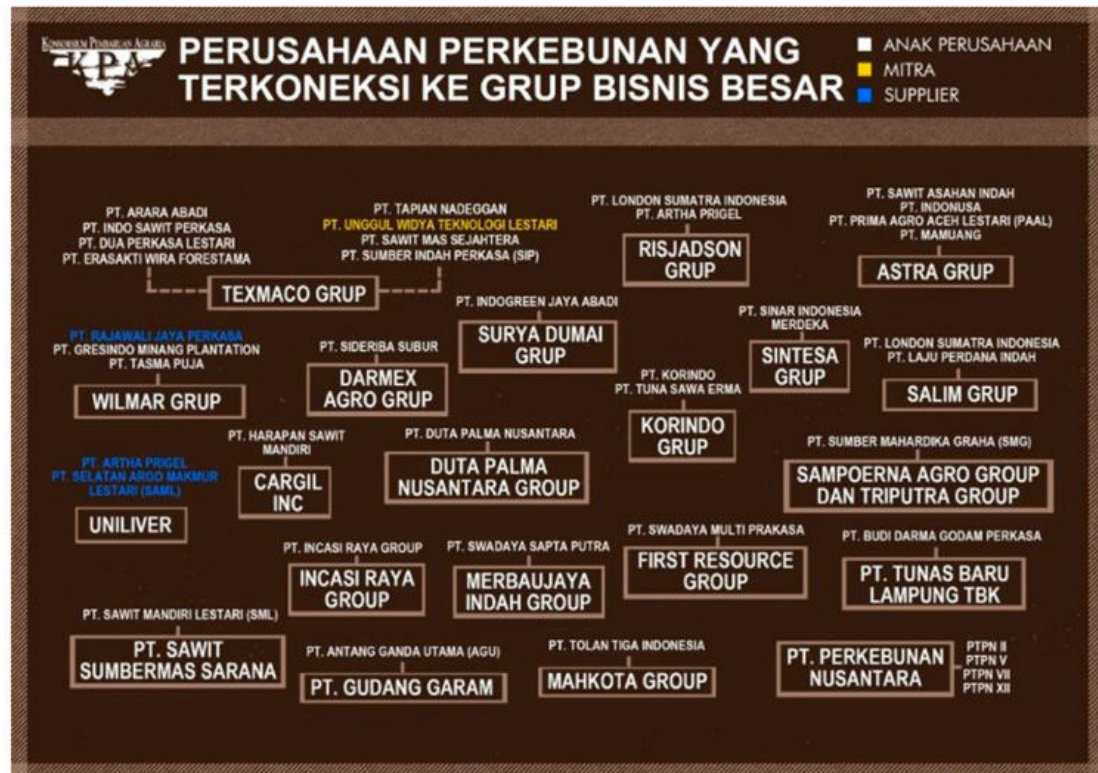 KONSORSIUM PEMBARUAN AGRARIA
KPA
PERUSAHAAN PERKEBUNAN YANG
TERKONEKSI KE GRUP BISNIS BESAR
ANAK PERUSAHAAN
MITRA
SUPPLIER
PT. ARARA ABADI
PT. INDO SAWIT PERKASA
PT. DUA PERKASA LESTARI
PT. ERASAKTI WIRA FORESTAMA
PT. TAPIAN NADEGGAN
PT. UNGGUL WIDYA TEKNOLOGI LESTARI
PT. SAWIT MAS SEJAHTERA
PT. SUMBER INDAH PERKASA (SIP)
TEXMACO GRUP
PT. LONDON SUMATRA INDONESIA
PT. ARTHA PRIGEL
RISJADSON
GRUP
PT. SAWIT ASAHAN INDAH
PT. INDONUSA
PT. PRIMA AGRO ACEH LESTARI (PAAL)
PT. MAMUANG
ASTRA GRUP
PT. RAJAWALI JAYA PERKASA
PT. GRESINDO MINANG PLANTATION
PT. TASMA PUJA
WILMAR GRUP
PT. SIDERIBA SUBUR
DARMEX
AGRO GRUP
PT. INDOGREEN JAYA ABADI
SURYA DUMAI
GRUP
PT. KORINDO
PT. TUNA SAWA ERMA
KORINDO
GRUP
PT. SINAR INDONESIA
MERDEKA
SINTESA
GRUP
PT. LONDON SUMATRA INDONESIA
PT. LAJU PERDANA INDAH
SALIM GRUP
PT. ARTHA PRIGEL
PT. SELATAN ARGO MAKMUR
LESTARI (SAML)
UNILIVER
PT. HARAPAN SAWIT
MANDIRI
CARGIL
INC
PT. DUTA PALMA NUSANTARA
DUTA PALMA
NUSANTARA GROUP
PT. SUMBER MAHARDIKA GRAHA (SMG)
SAMPOERNA AGRO GROUP
DAN TRIPUTRA GROUP
PT. INCASI RAYA GROUP
INCASI RAYA
GROUP
PT. SWADAYA SAPTA PUTRA
MERBAUJAYA
INDAH GROUP
PT. SWADAYA MULTI PRAKASA
FIRST RESOURCE
GROUP
PT. BUDI DARMA GODAM PERKASA
PT. TUNAS BARU
LAMPUNG TBK
PT. SAWIT MANDIRI LESTARI (SML)
PT. SAWIT
SUMBERMAS SARANA
PT. ANTANG GANDA UTAMA (AGU)
PT. GUDANG GARAM
PT. TOLAN TIGA INDONESIA
MAHKOTA GROUP
PT. PERKEBUNAN
NUSANTARA
PTPN II
PTPN V
PTPN VII
PTPN XII